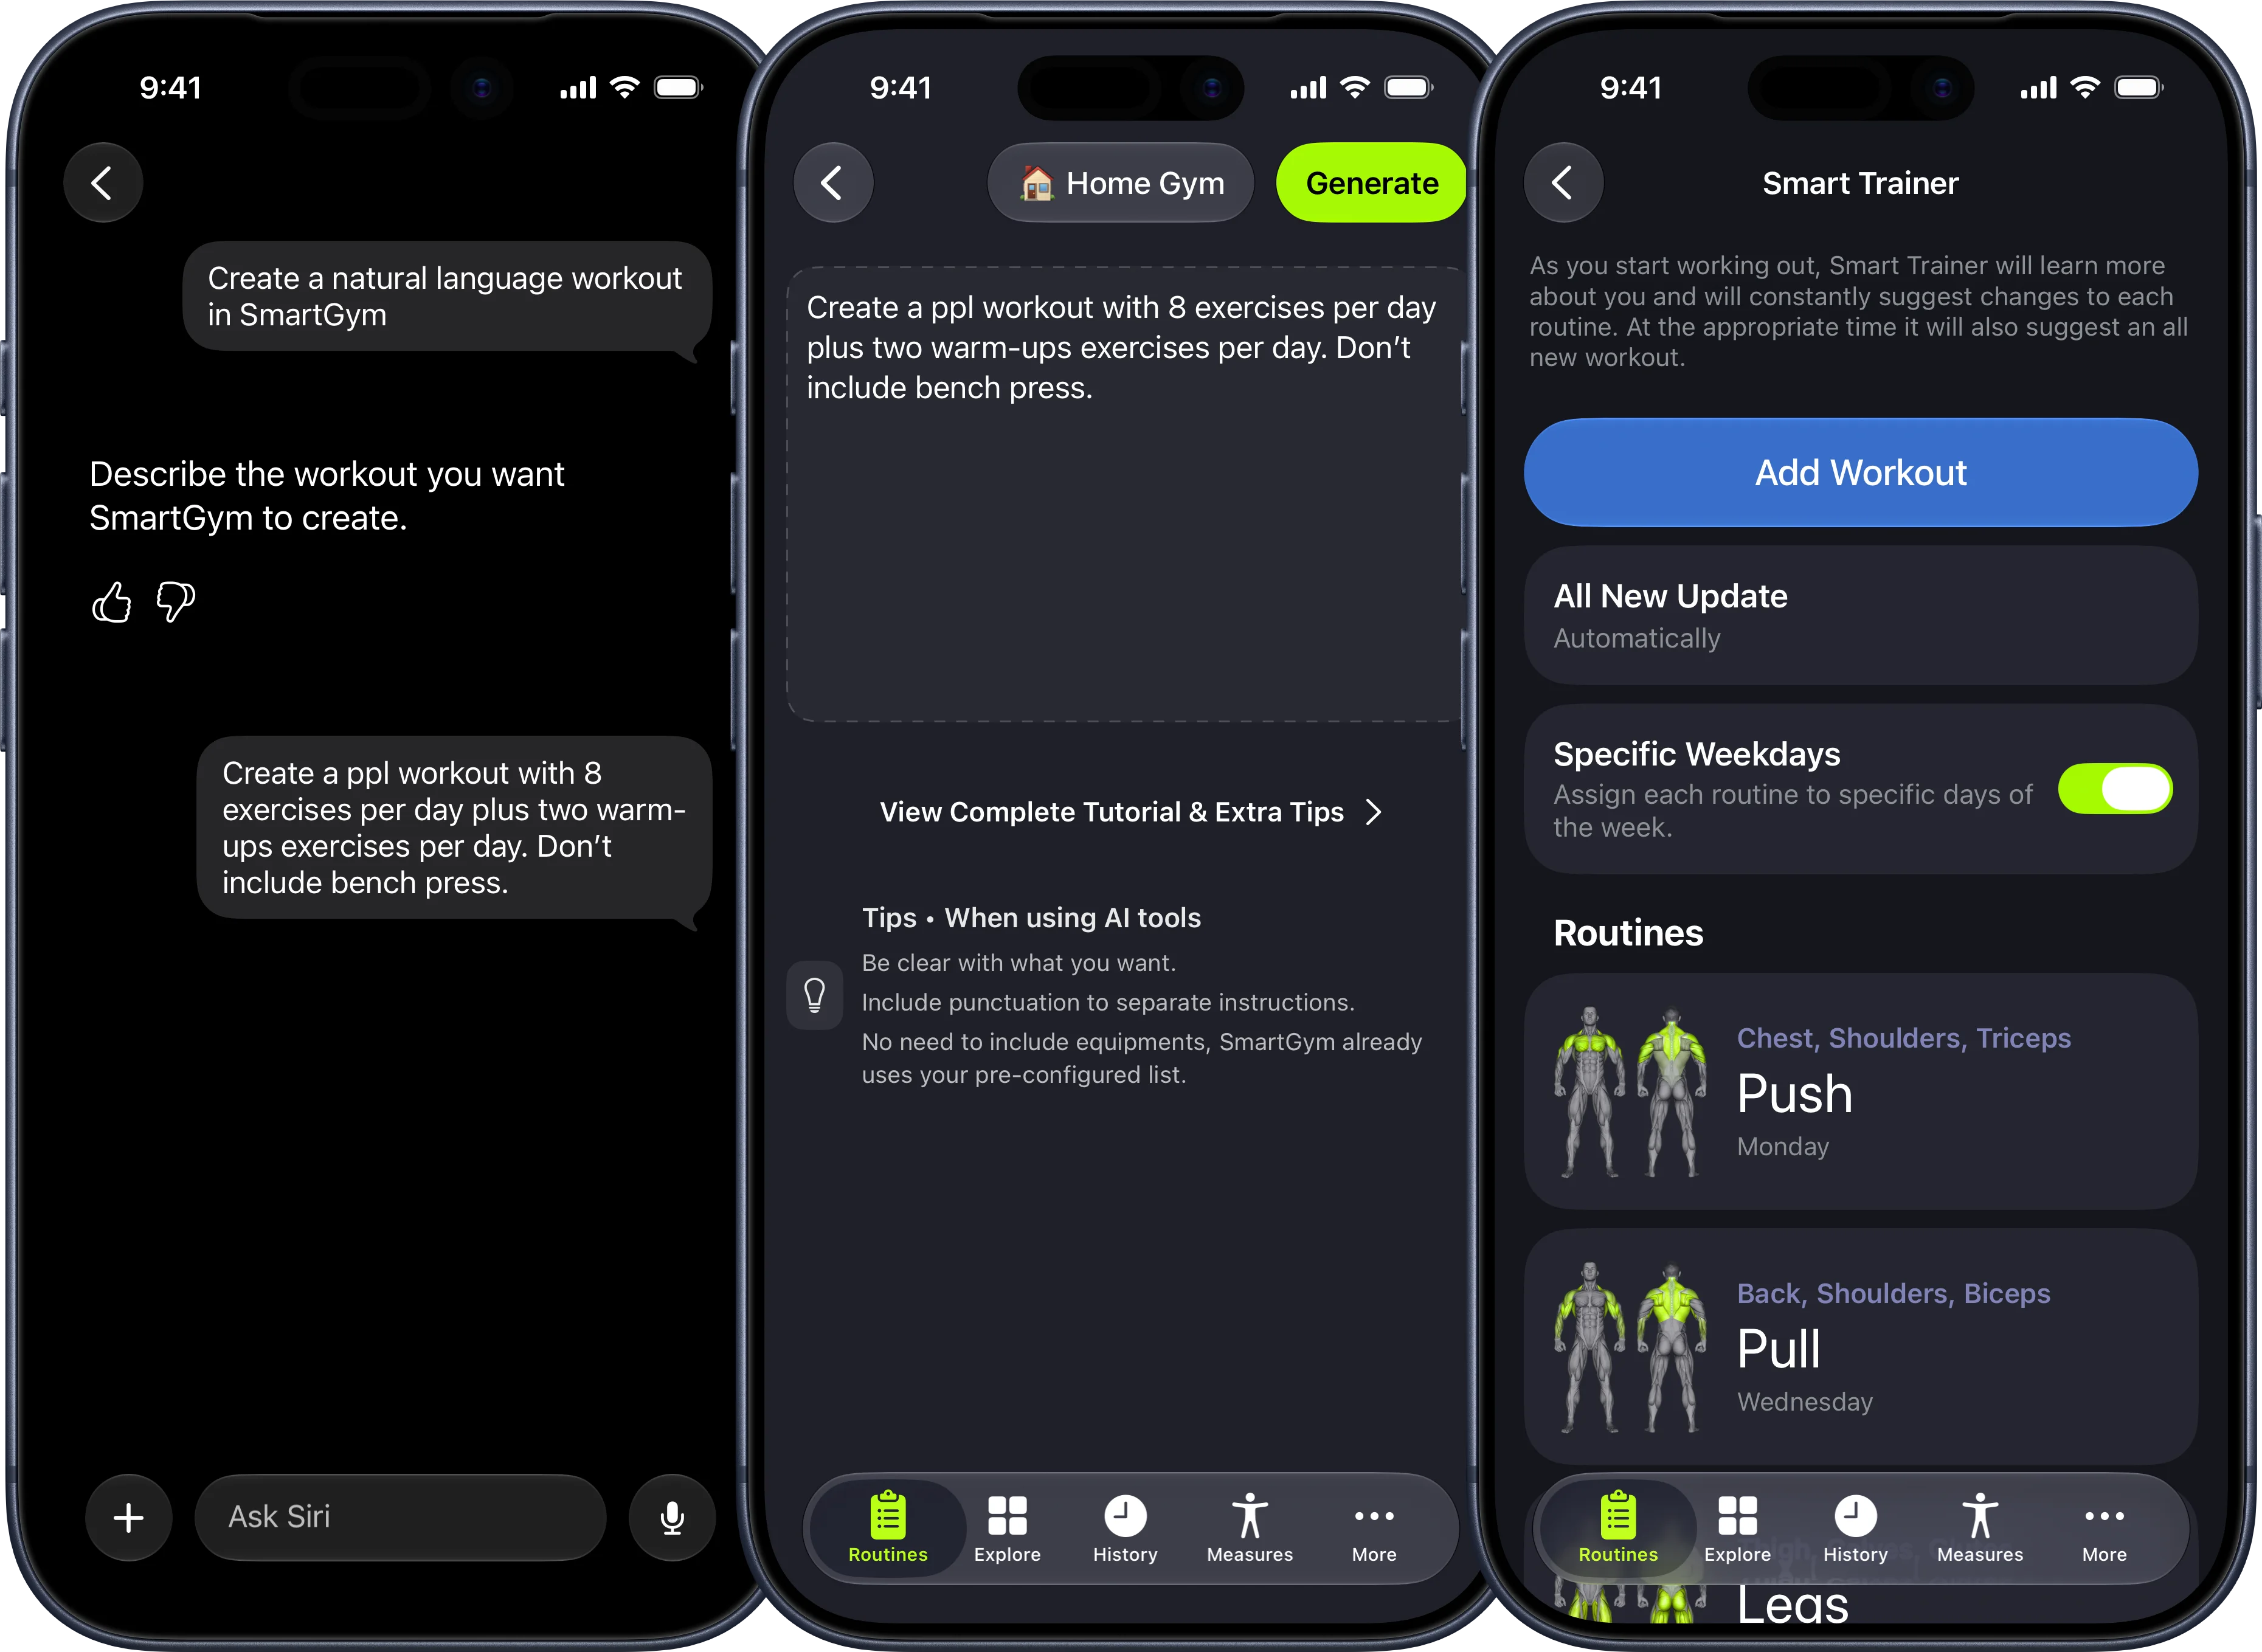 9:41
Create a natural language workout
in SmartGym
Describe the workout you want
SmartGym to create.
Create a ppl workout with 8
exercises per day plus two warm-
ups exercises per day. Don't
include bench press.
Ask Siri
9:41
Home Gym
Generate
Create a ppl workout with 8 exercises per day
plus two warm-ups exercises per day. Don't
include bench press.
View Complete Tutorial & Extra Tips
Tips • When using AI tools
Be clear with what you want.
Include punctuation to separate instructions.
No need to include equipments, SmartGym already
uses your pre-configured list.
Routines
Explore
History
Measures
More
9:41
Smart Trainer
As you start working out, Smart Trainer will learn more
about you and will constantly suggest changes to each
routine. At the appropriate time it will also suggest an all
new workout.
Add Workout
All New Update
Automatically
Specific Weekdays
Assign each routine to specific days of
the week.
Routines
Chest, Shoulders, Triceps
Push
Monday
Back, Shoulders, Biceps
Pull
Wednesday
Legs
Routines
Explore
History
Measures
More